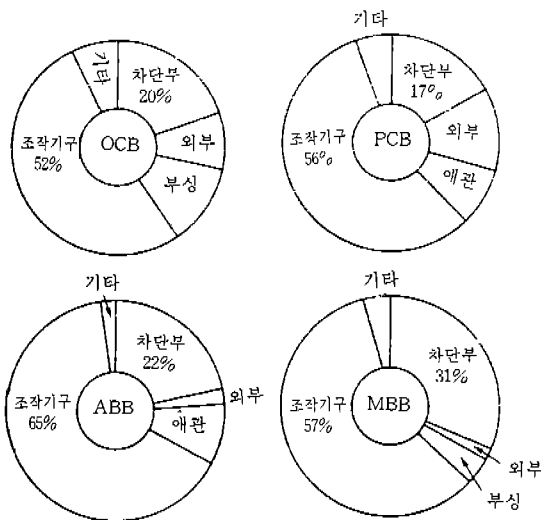 기타
차단부
20%
외부
부싱
조작기구
52%
OCB
기타
차단부
17%
외부
애관
조작기구
56%
PCB
기타
차단부
22%
외부
애관
조작기구
65%
ABB
기타
차단부
31%
외부
부싱
조작기구
57%
MBB